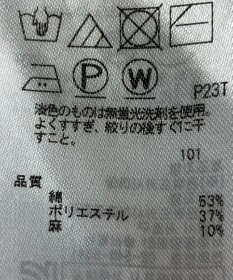 P
W
P23T
淡色のものは無蛍光洗剤を使用。
よくすすぎ、絞りの後すぐに干
すこと。
101
品質
綿 53%
ポリエステル 37%
麻 10%